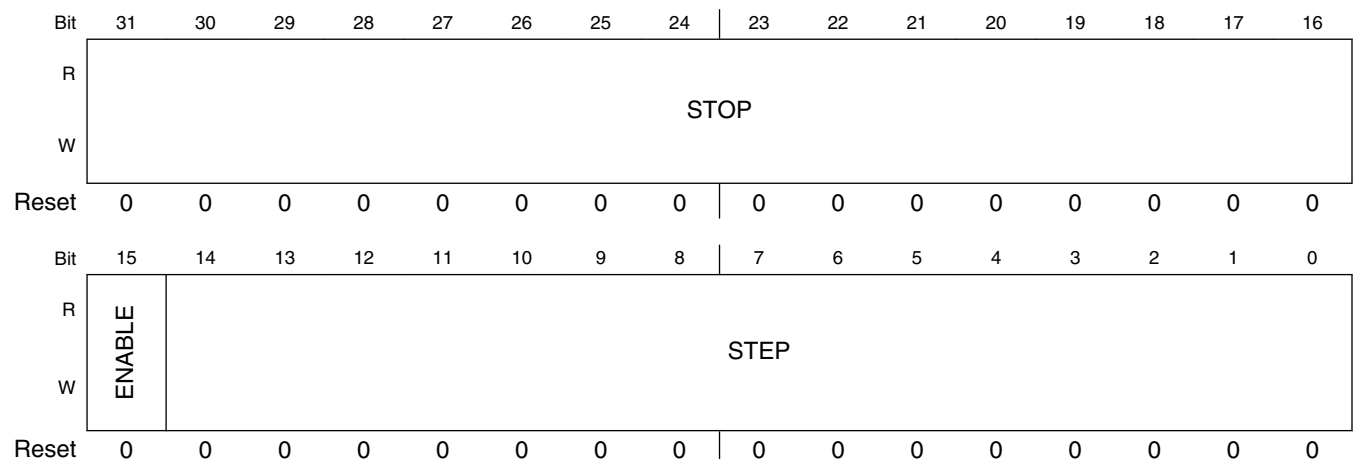 Bit 31 30 29 28 27 26 25 24 23 22 21 20 19 18 17 16
R
STOP
W
Reset 0 0 0 0 0 0 0 0 0 0 0 0 0 0 0 0
Bit 15 14 13 12 11 10 9 8 7 6 5 4 3 2 1 0
R
ENABLE
STEP
W
Reset 0 0 0 0 0 0 0 0 0 0 0 0 0 0 0 0